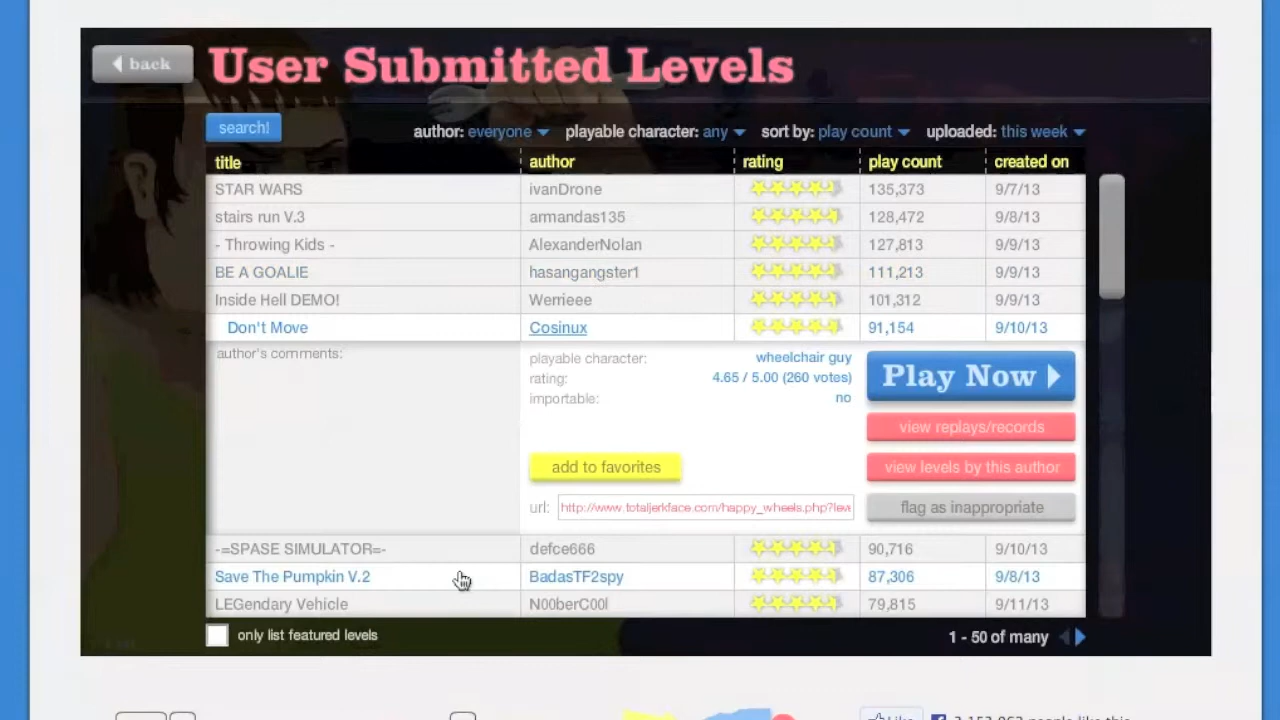 back
User Submitted Levels
search!
author: everyone playable character: any sort by: play count uploaded: this week
title author rating play count created on
STAR WARS ivanDrone 135,373 9/7/13
stairs run V.3 armandas135 128,472 9/8/13
- Throwing Kids - AlexanderNolan 127,813 9/9/13
BE A GOALIE hasangangster1 111,213 9/9/13
Inside Hell DEMO! Werrieee 101,312 9/9/13
Don't Move Cosinux 91,154 9/10/13
author's comments:
playable character: wheelchair guy
rating: 4.65 / 5.00 (260 votes)
importable: no
Play Now
view replays/records
add to favorites
view levels by this author
url: http://www.totaljerkface.com/happy_wheels.php?lev
flag as inappropriate
-=SPASE SIMULATOR=- defce666 90,716 9/10/13
Save The Pumpkin V.2 BadasTF2spy 87,306 9/8/13
LEGendary Vehicle N00berC00l 79,815 9/11/13
only list featured levels
1 - 50 of many